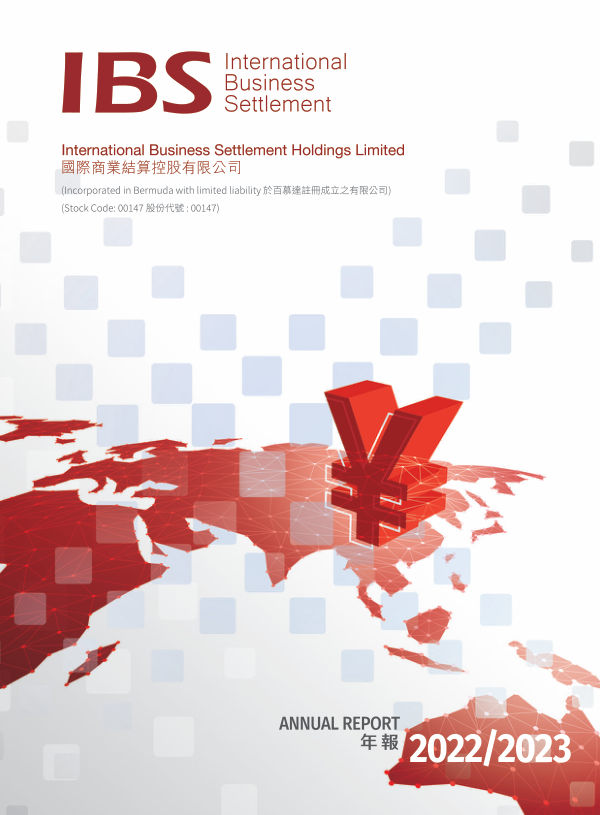 IBS
International
Business
Settlement
International Business Settlement Holdings Limited
國際商業結算控股有限公司
(Incorporated in Bermuda with limited liability 於百慕達註冊成立之有限公司)
(Stock Code: 00147 股份代號 : 00147)
¥
ANNUAL REPORT
年報
2022/2023